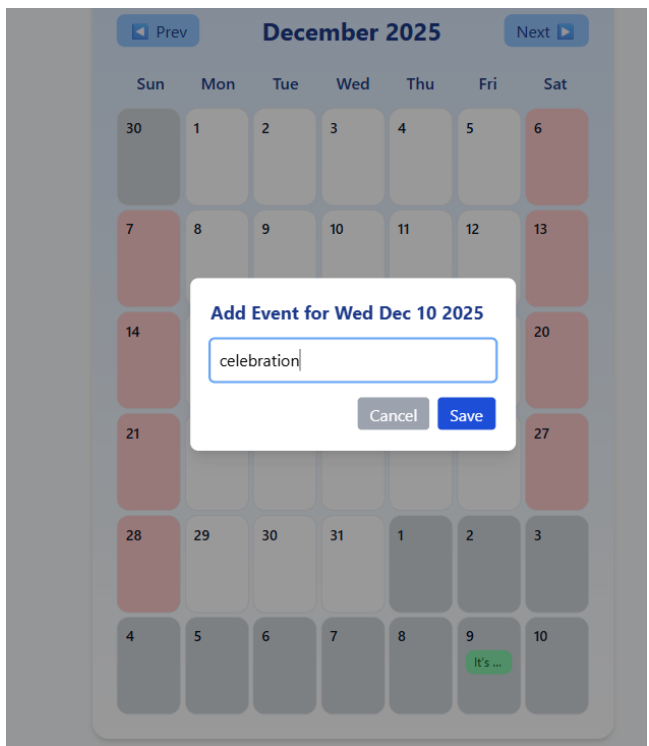 ◀ Prev December 2025 Next ▶
Sun Mon Tue Wed Thu Fri Sat
30 1 2 3 4 5 6
7 8 9 10 11 12 13
Add Event for Wed Dec 10 2025
14 20
celebration
Cancel Save
21 27
28 29 30 31 1 2 3
4 5 6 7 8 9 10
It's ...